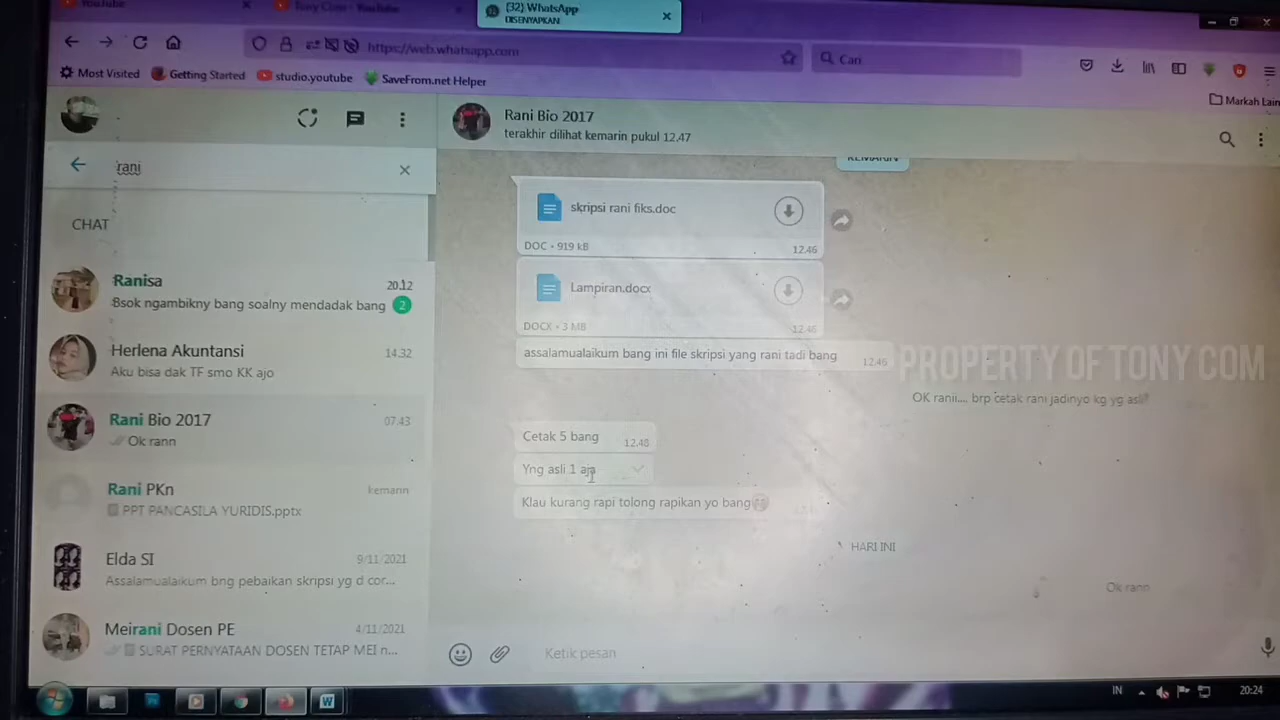 YouTube
Tony Com - YouTube
(32) WhatsApp
DISENYAPKAN
https://web.whatsapp.com
Cari
Most Visited
Getting Started
studio.youtube
SaveFrom.net Helper
Markah Lain
rani
CHAT
Ranisa
20.12
Bsok ngambikny bang soalny mendadak bang
2
Herlena Akuntansi
14.32
Aku bisa dak TF smo KK ajo
Rani Bio 2017
07.43
Ok rann
Rani PKn
kemarin
PPT PANCASILA YURIDIS.pptx
Elda SI
9/11/2021
Assalamualaikum bng pebaikan skripsi yg d cor...
Meirani Dosen PE
4/11/2021
SURAT PERNYATAAN DOSEN TETAP MEI n...
Rani Bio 2017
terakhir dilihat kemarin pukul 12.47
KEMARIN
skripsi rani fiks.doc
DOC • 919 kB
12.46
Lampiran.docx
DOCX • 3 MB
12.46
assalamualaikum bang ini file skripsi yang rani tadi bang
12.46
PROPERTY OF TONY COM
OK ranii.... brp cetak rani jadinyo kg yg asli
Cetak 5 bang
12.48
Yng asli 1 aja
Klau kurang rapi tolong rapikan yo bang
HARI INI
Ok rann
Ketik pesan
IN
20:24